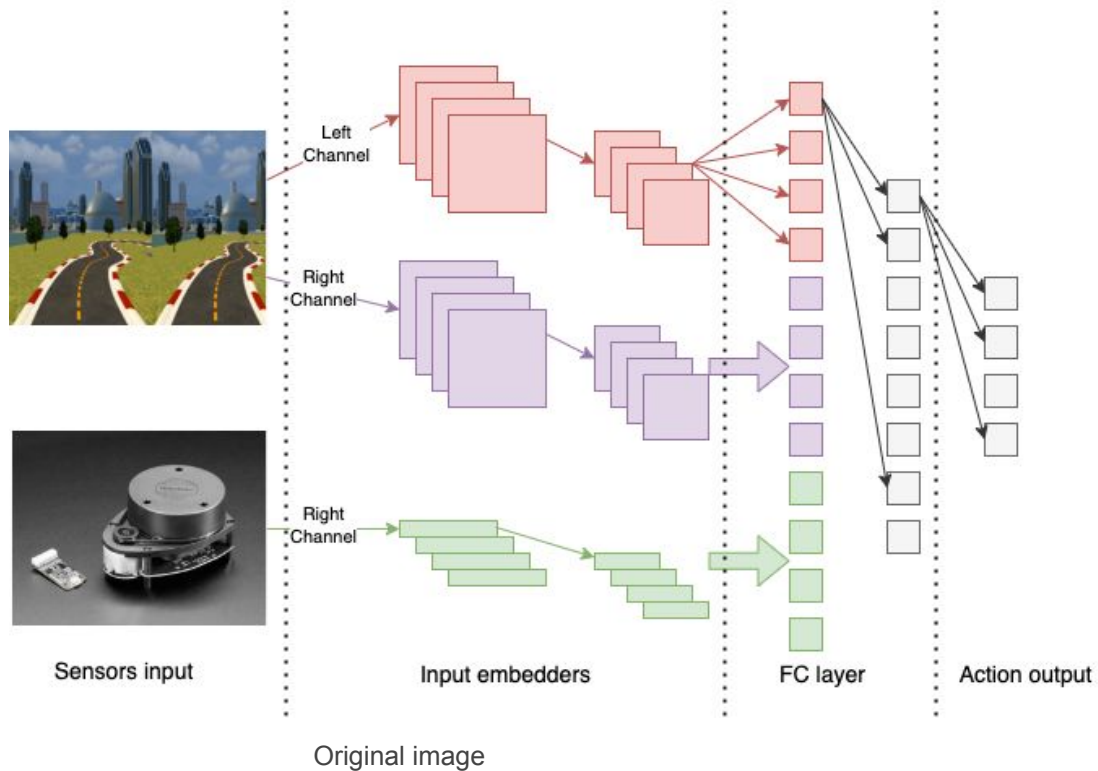 Left
Channel
Right
Channel
Right
Channel
Sensors input
Input embedders
FC layer
Action output
Original image